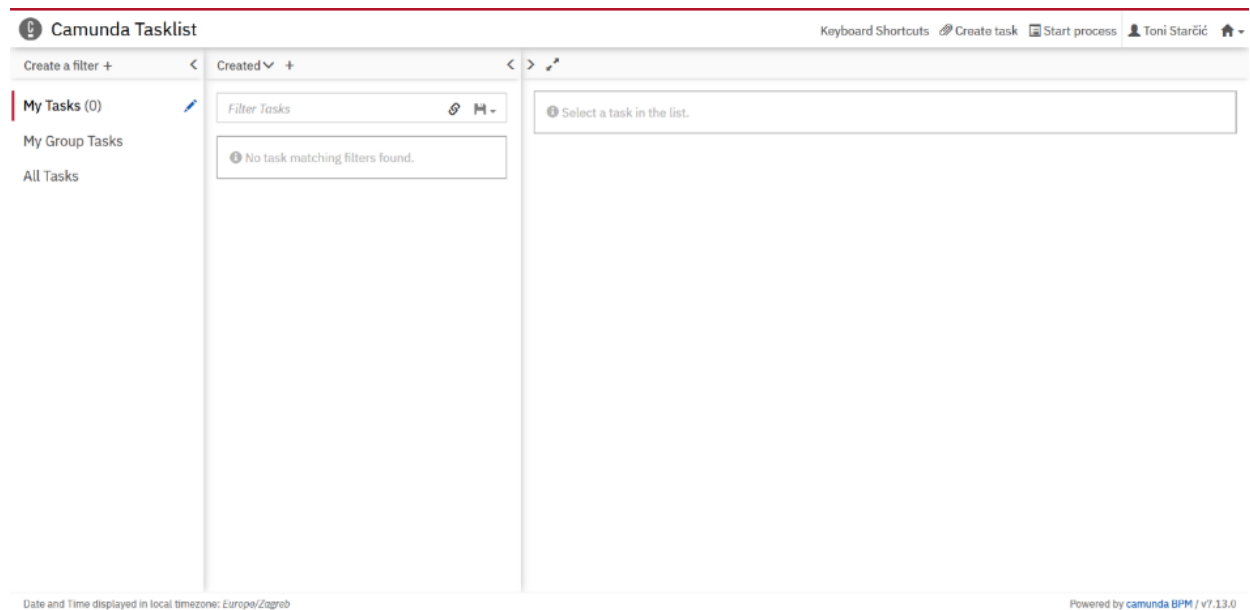 Camunda Tasklist
Keyboard Shortcuts Create task Start process Toni Starčić
Create a filter +
Created +
My Tasks (0)
My Group Tasks
All Tasks
Filter Tasks
No task matching filters found.
Select a task in the list.
Date and Time displayed in local timezone: Europe/Zagreb
Powered by camunda BPM / v7.13.0